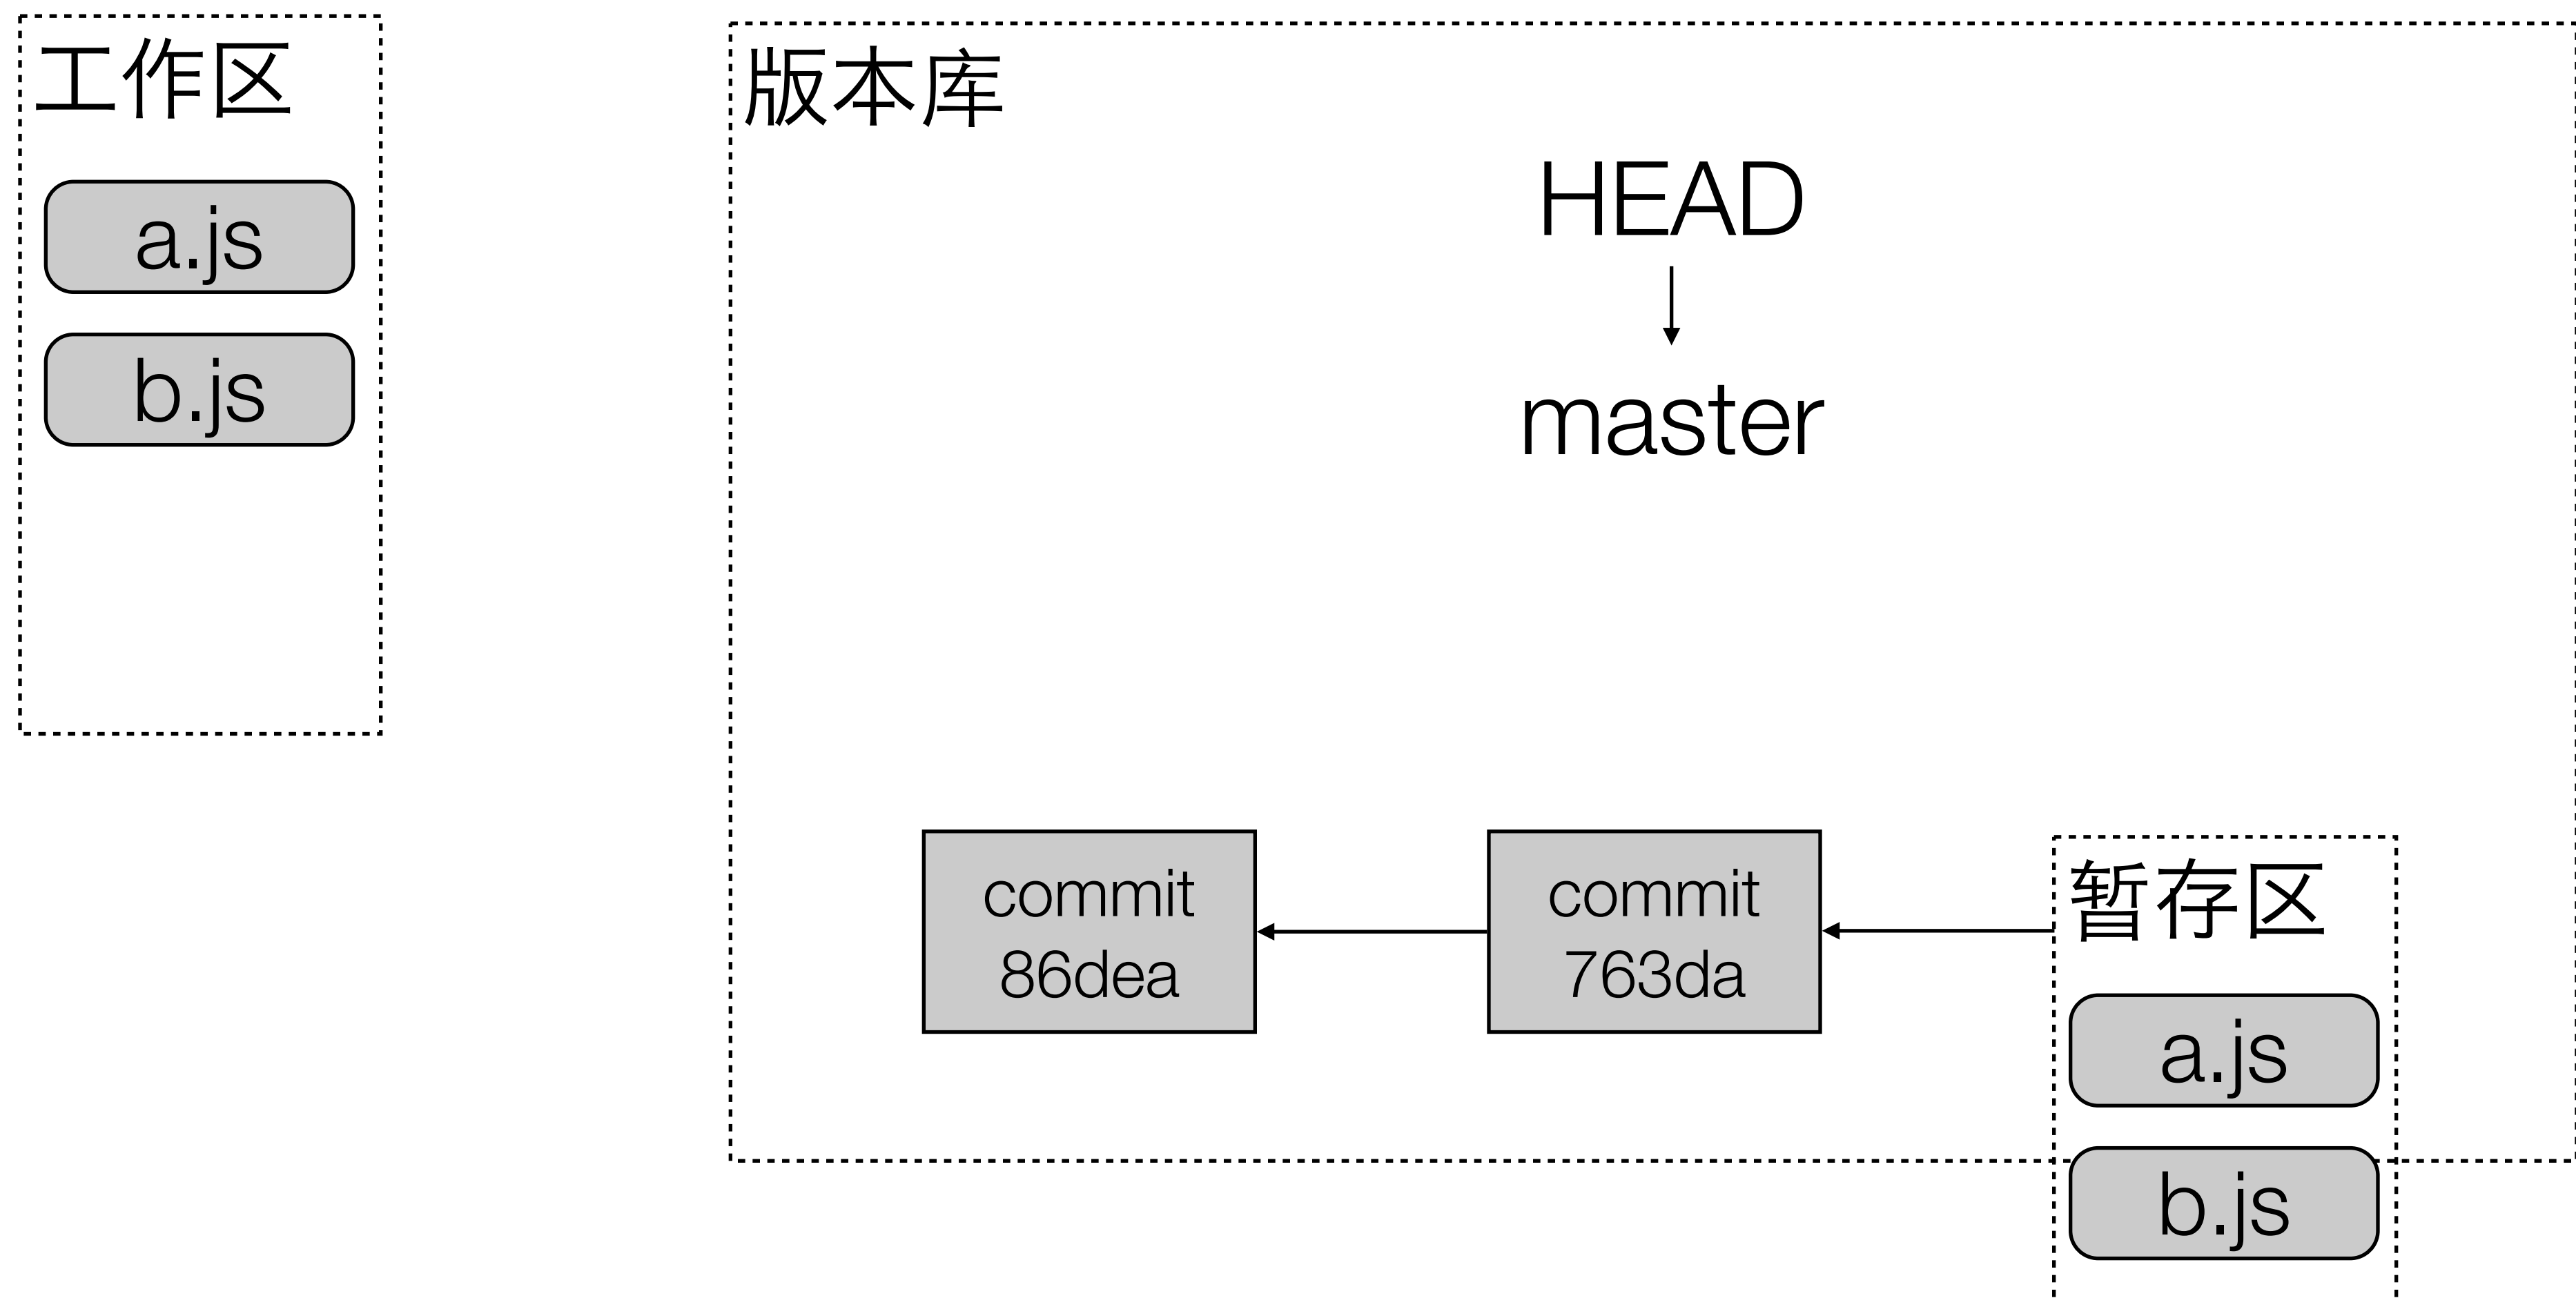 工作区
a.js
b.js
版本库
HEAD
master
commit
86dea
commit
763da
暂存区
a.js
b.js